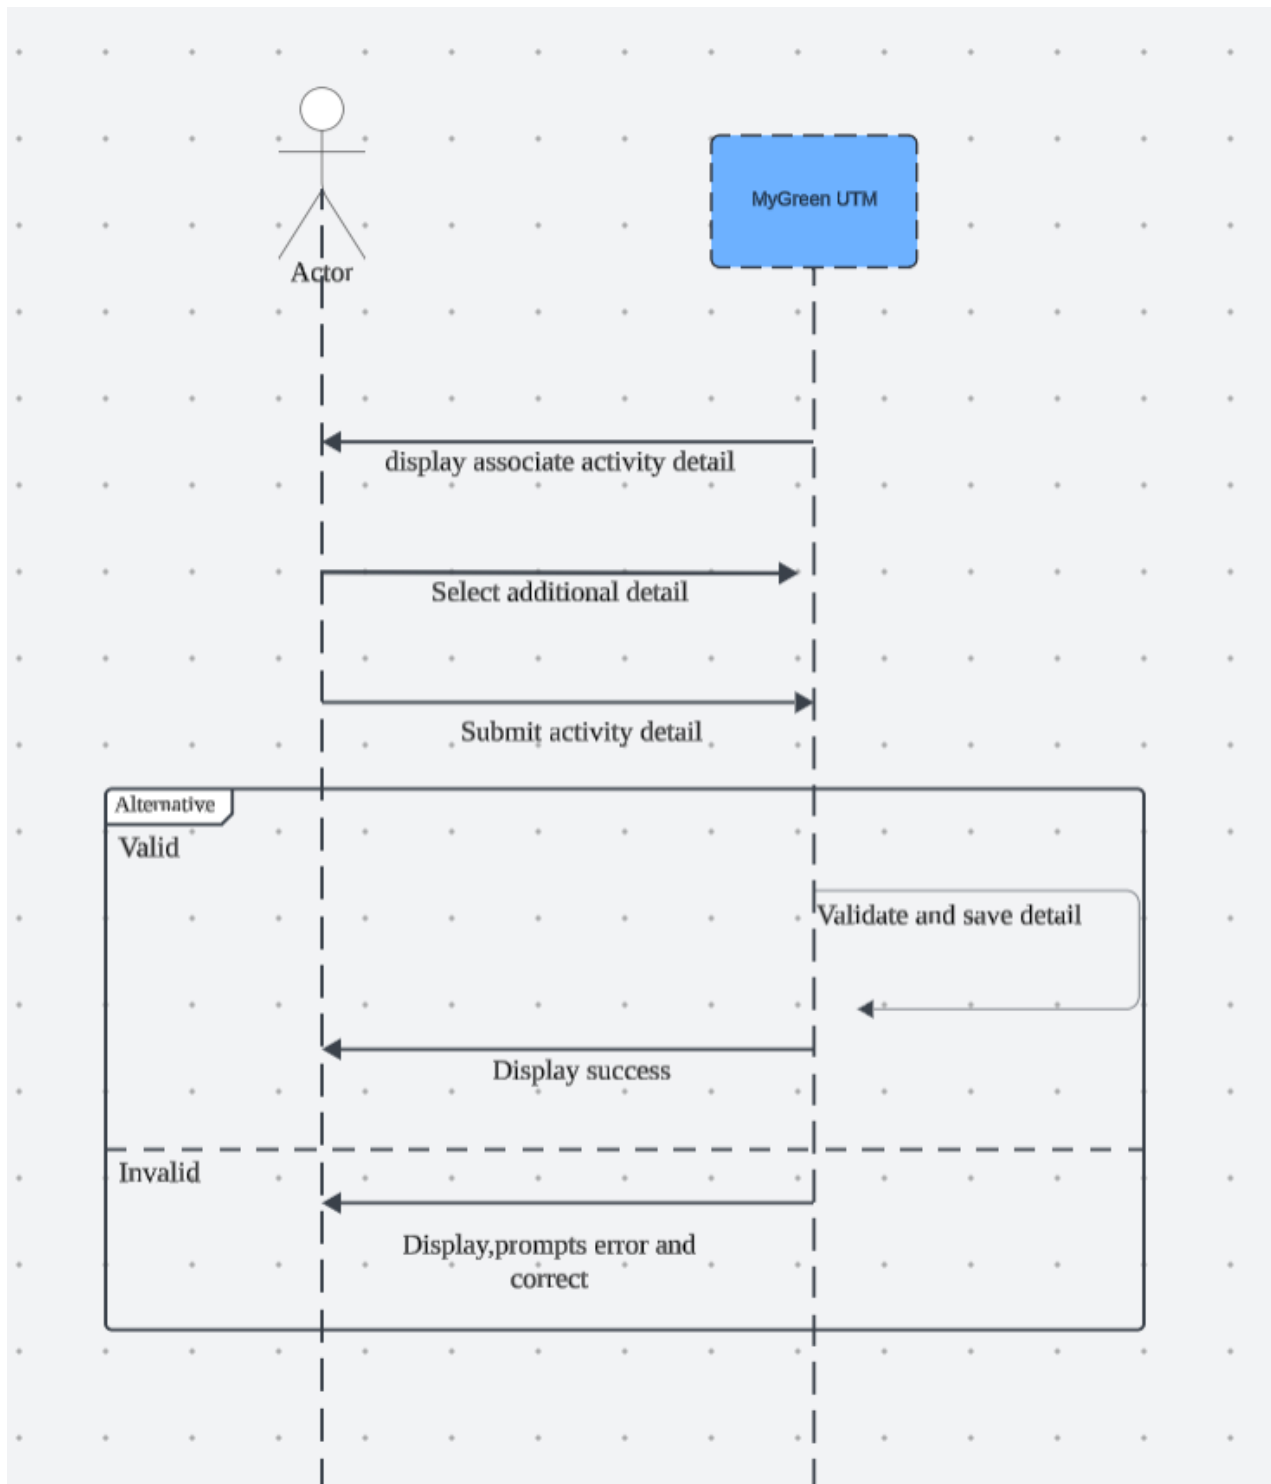 MyGreen UTM
Actor
display associate activity detail
Select additional detail
Submit activity detail
Alternative
Valid
Validate and save detail
Display success
Invalid
Display,prompts error and
correct